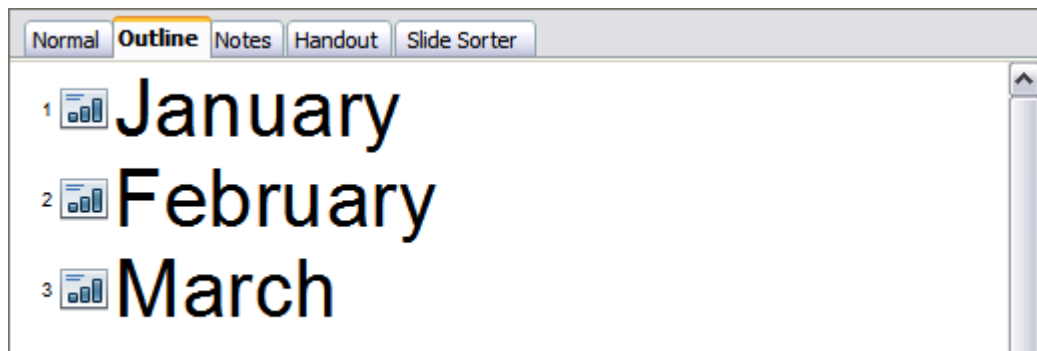 Normal Outline Notes Handout Slide Sorter
1 January
2 February
3 March